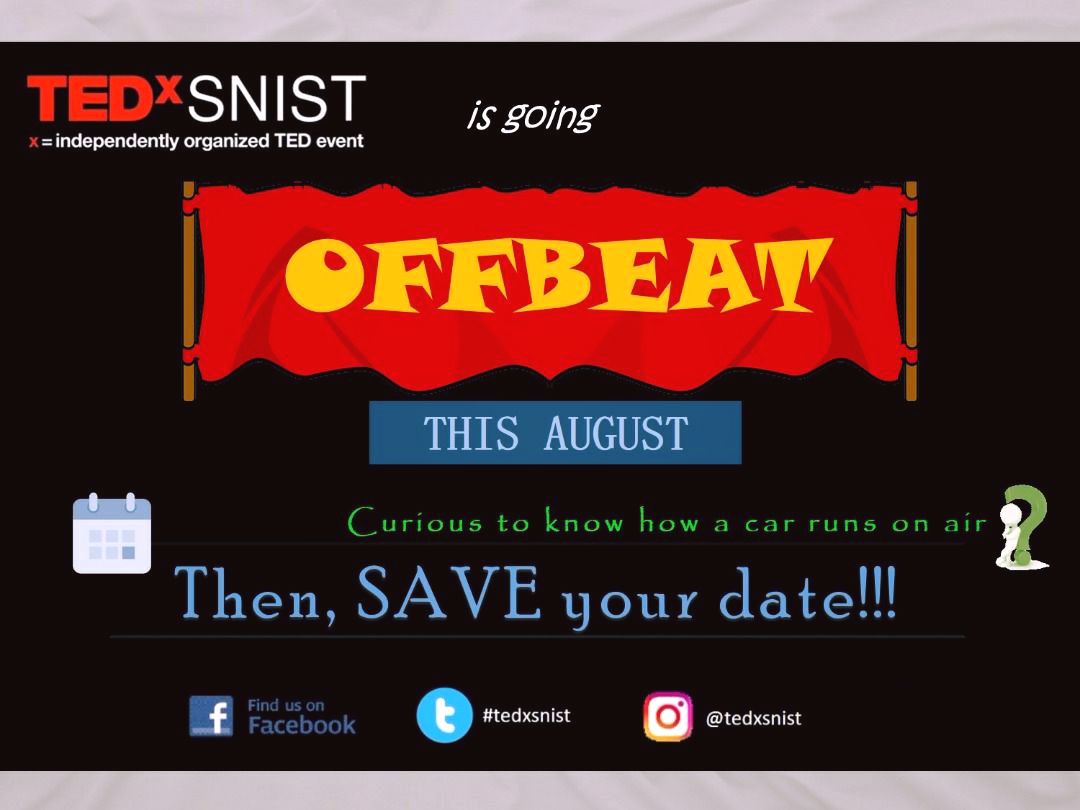 TEDxSNIST
x = independently organized TED event
is going
OFFBEAT
THIS AUGUST
Curious to know how a car runs on air
Then, SAVE your date!!!
Find us on
Facebook
#tedxsnist
@tedxsnist